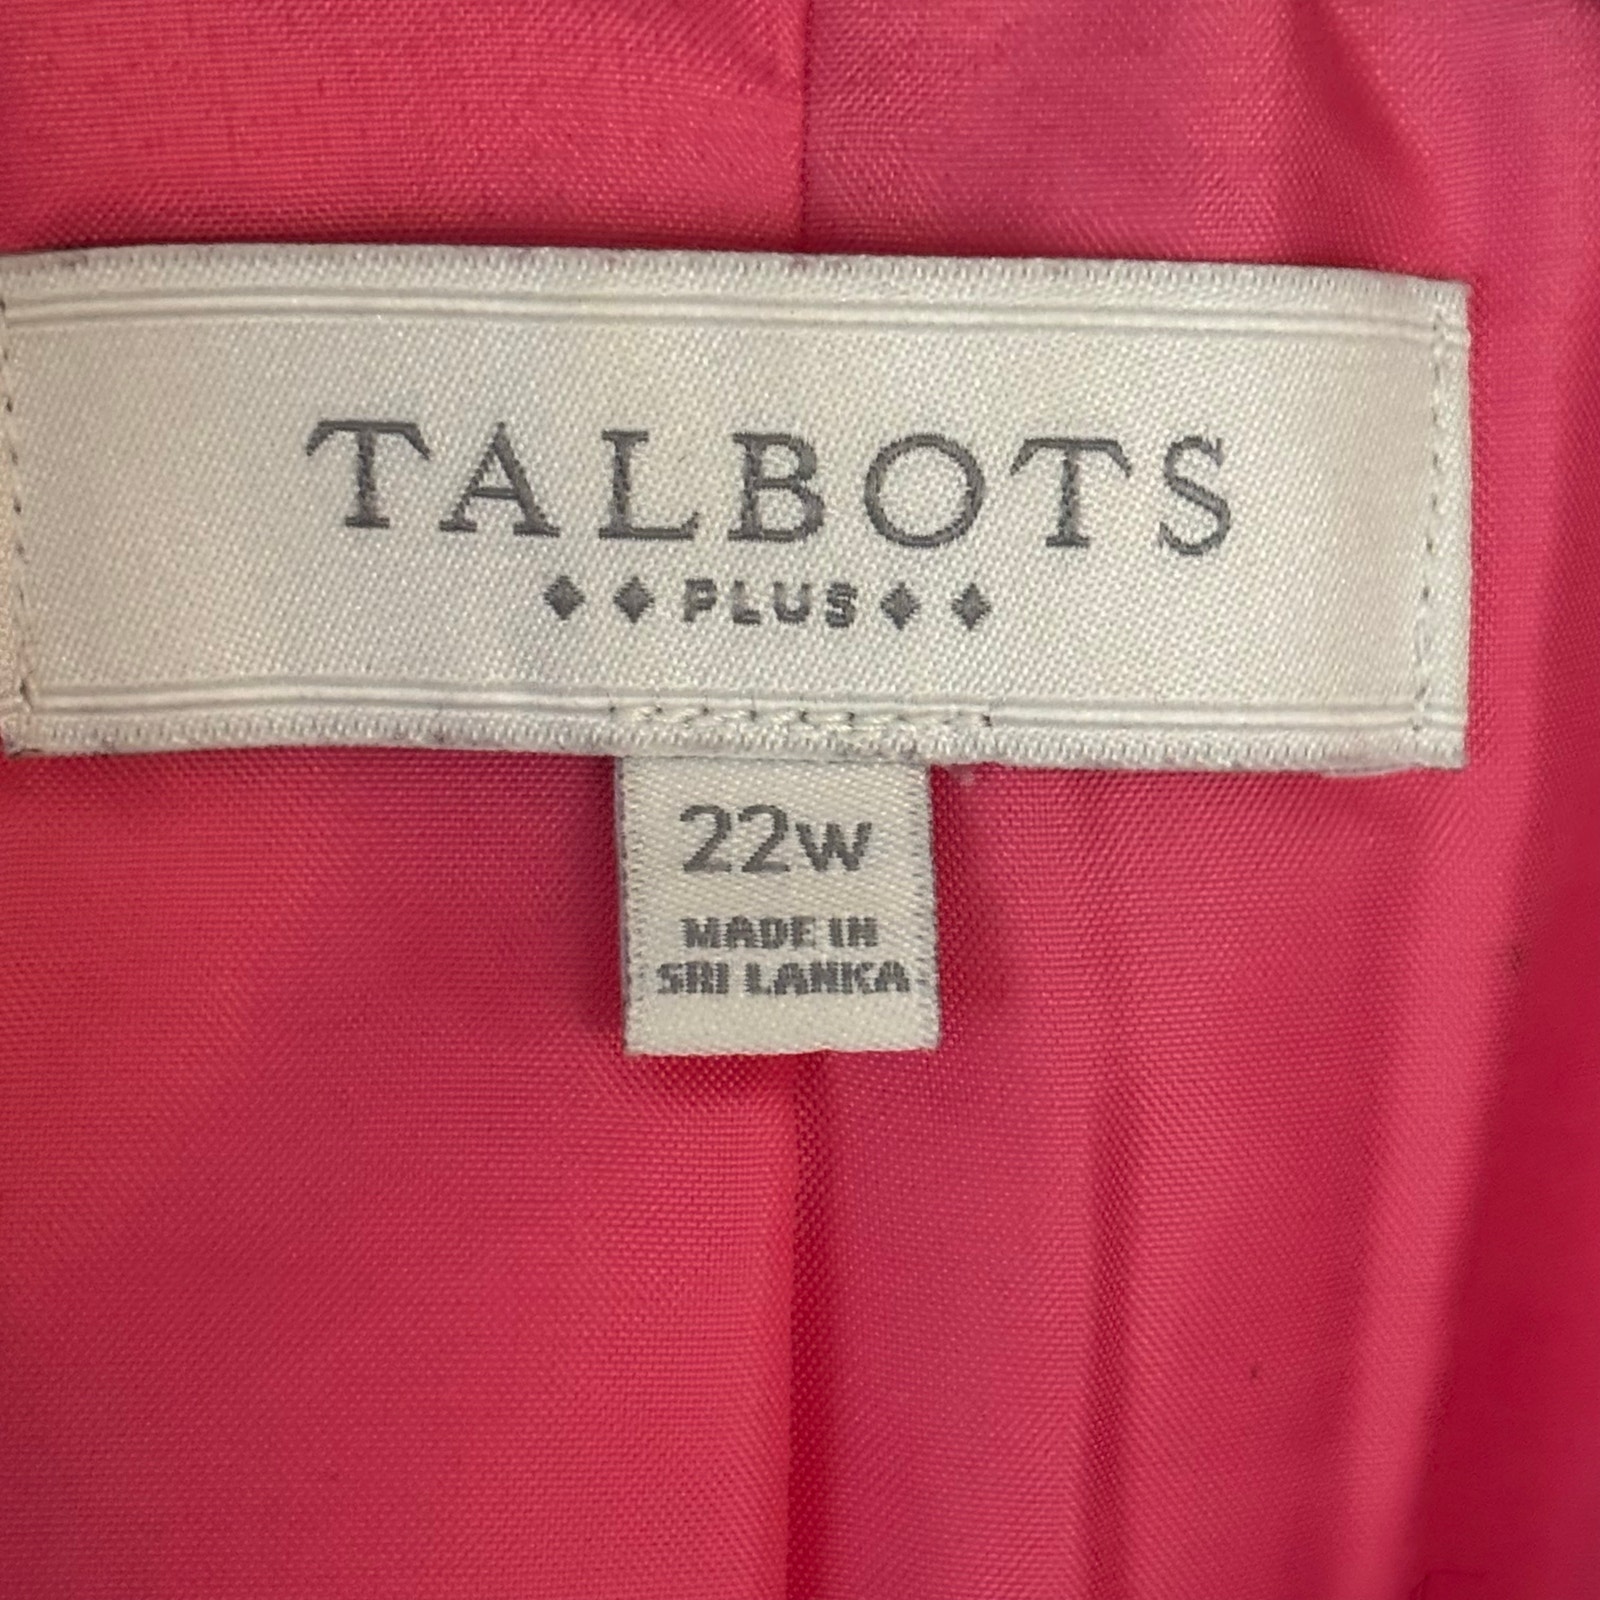 TALBOTS
PLUS
22W
MADE IN
SRI LANKA